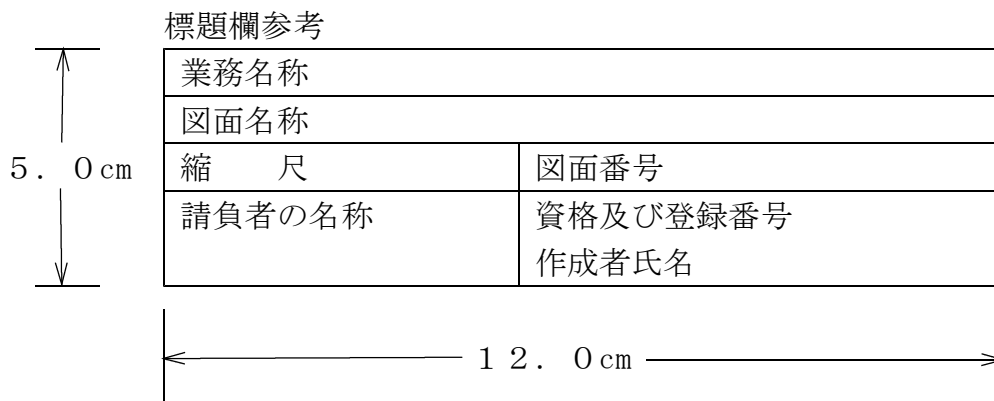 標題欄参考
業務名称
図面名称
縮　　尺
図面番号
請負者の名称
資格及び登録番号
作成者氏名
５．０cm
１２．０cm